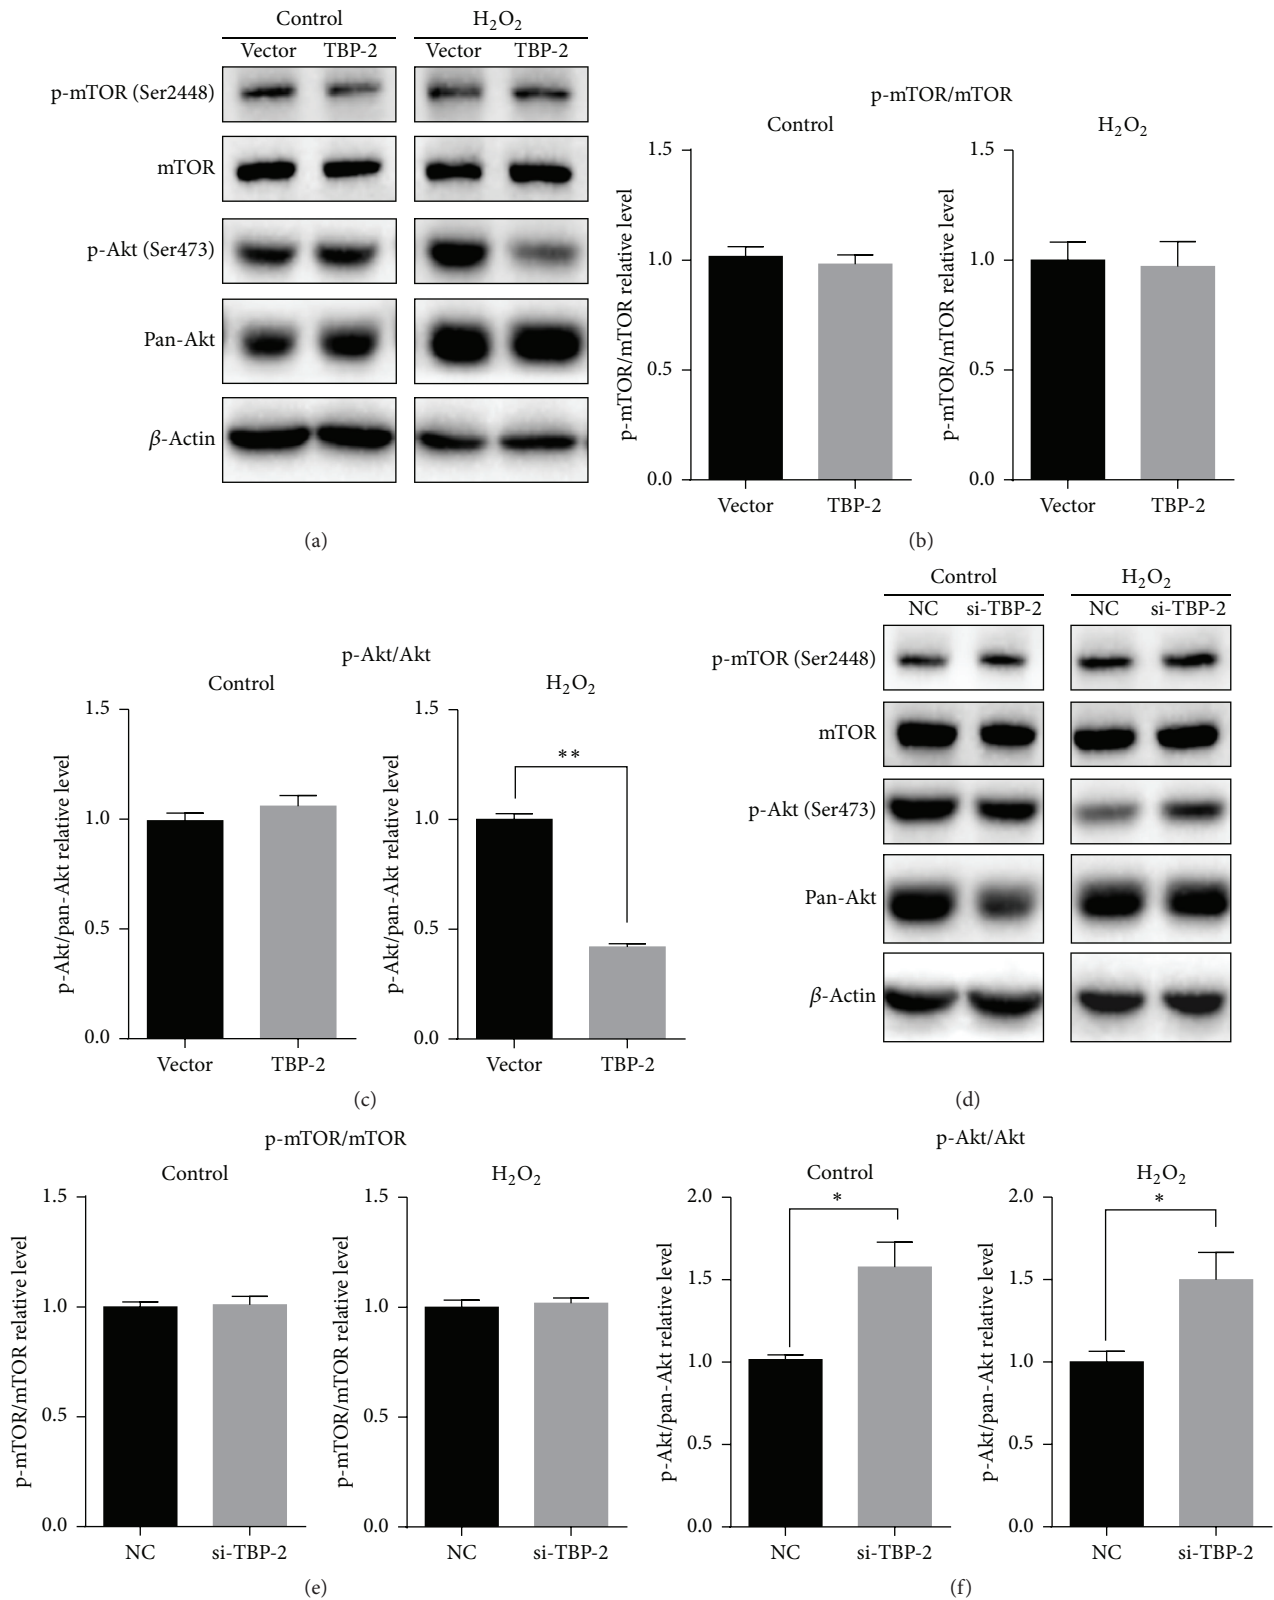 Control H₂O₂
Vector TBP-2 Vector TBP-2
p-mTOR (Ser2448)
mTOR
p-Akt (Ser473)
Pan-Akt
β-Actin
(a)
p-mTOR/mTOR
Control
p-mTOR/mTOR relative level
1.5
1.0
0.5
0.0
Vector TBP-2
H₂O₂
p-mTOR/mTOR relative level
1.5
1.0
0.5
0.0
Vector TBP-2
(b)
p-Akt/Akt
Control
p-Akt/pan-Akt relative level
1.5
1.0
0.5
0.0
Vector TBP-2
H₂O₂
p-Akt/pan-Akt relative level
1.5
1.0
0.5
0.0
**
Vector TBP-2
(c)
Control H₂O₂
NC si-TBP-2 NC si-TBP-2
p-mTOR (Ser2448)
mTOR
p-Akt (Ser473)
Pan-Akt
β-Actin
(d)
p-mTOR/mTOR
Control
p-mTOR/mTOR relative level
1.5
1.0
0.5
0.0
NC si-TBP-2
H₂O₂
p-mTOR/mTOR relative level
1.5
1.0
0.5
0.0
NC si-TBP-2
(e)
p-Akt/Akt
Control
p-Akt/pan-Akt relative level
2.0
1.5
1.0
0.5
0.0
*
NC si-TBP-2
H₂O₂
p-Akt/pan-Akt relative level
2.0
1.5
1.0
0.5
0.0
*
NC si-TBP-2
(f)